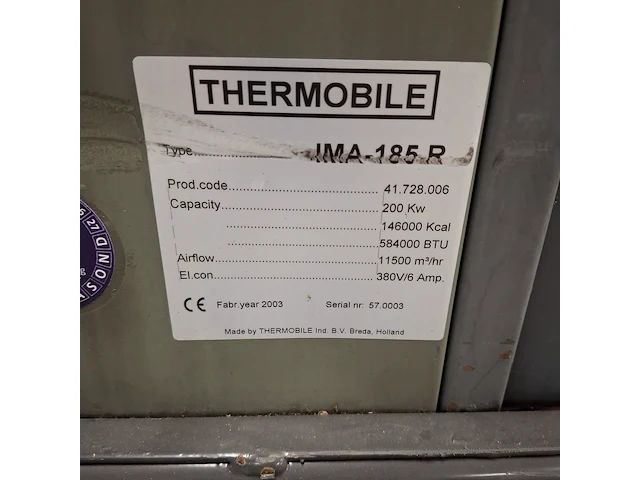 THERMOBILE
Type.................. IMA-185 R
Prod.code.............................. 41.728.006
Capacity................................ 200 Kw
.............................. 146000 Kcal
.............................. 584000 BTU
Airflow.............................. 11500 m³/hr
El.con.............................. 380V/6 Amp.
CE Fabr.year 2003 Serial nr: 57.0003
Made by THERMOBILE Ind. B.V. Breda, Holland
27